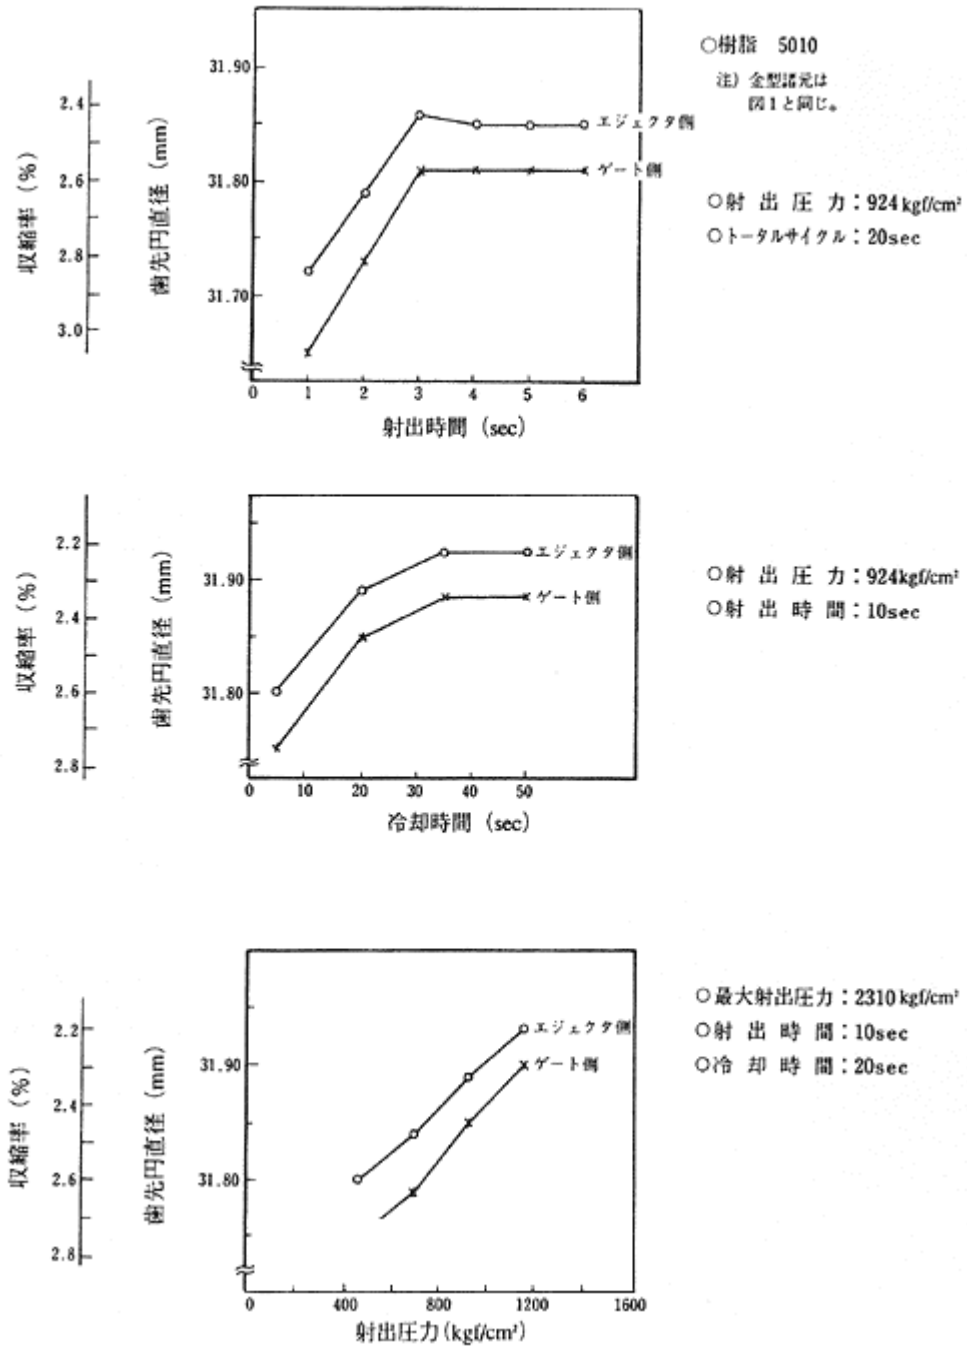 ○樹脂 5010
注) 金型諸元は
図1と同じ。
○射出圧力：924kgf/cm²
○トータルサイクル：20sec
収縮率 (%)
2.4
2.6
2.8
3.0
歯先円直径 (mm)
31.90
31.80
31.70
エジェクタ側
ゲート側
0 1 2 3 4 5 6
射出時間 (sec)
○射出圧力：924kgf/cm²
○射出時間：10sec
収縮率 (%)
2.2
2.4
2.6
2.8
歯先円直径 (mm)
31.90
31.80
エジェクタ側
ゲート側
0 10 20 30 40 50
冷却時間 (sec)
○最大射出圧力：2310kgf/cm²
○射出時間：10sec
○冷却時間：20sec
収縮率 (%)
2.2
2.4
2.6
2.8
歯先円直径 (mm)
31.90
31.80
エジェクタ側
ゲート側
0 400 800 1200 1600
射出圧力(kgf/cm²)